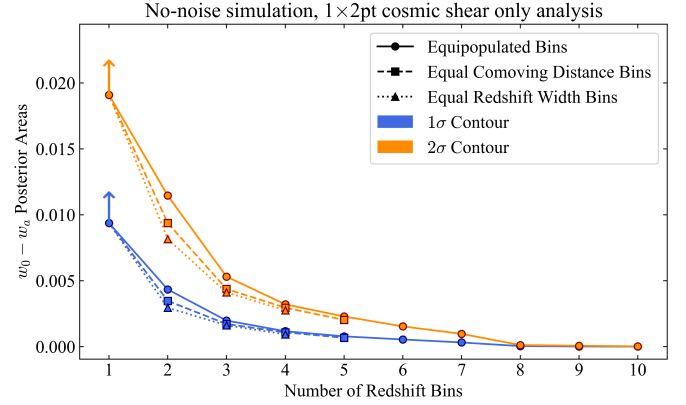 No-noise simulation, 1×2pt cosmic shear only analysis
Equipopulated Bins
Equal Comoving Distance Bins
Equal Redshift Width Bins
1σ Contour
2σ Contour
w₀ − wₐ Posterior Areas
0.020
0.015
0.010
0.005
0.000
1 2 3 4 5 6 7 8 9 10
Number of Redshift Bins